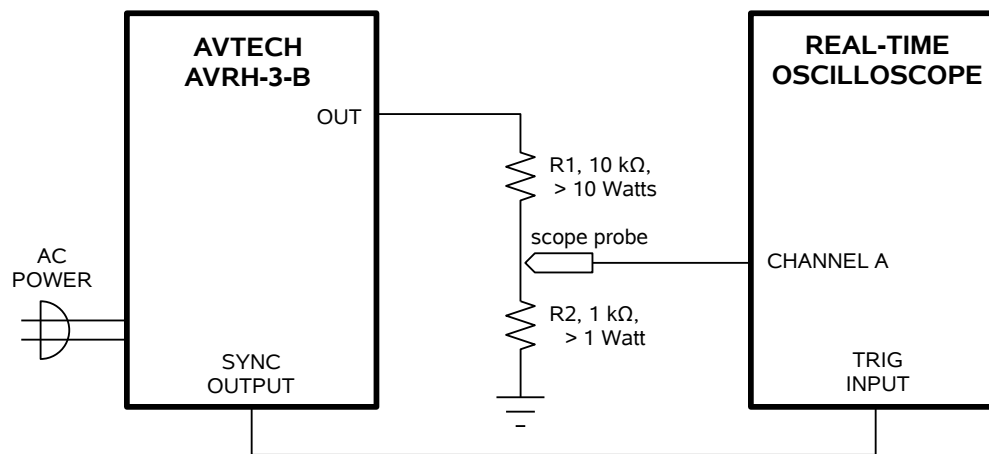 AVTECH
AVRH-3-B
OUT
SYNC
OUTPUT
AC
POWER
R1, 10 kΩ,
> 10 Watts
scope probe
R2, 1 kΩ,
> 1 Watt
REAL-TIME
OSCILLOSCOPE
CHANNEL A
TRIG
INPUT